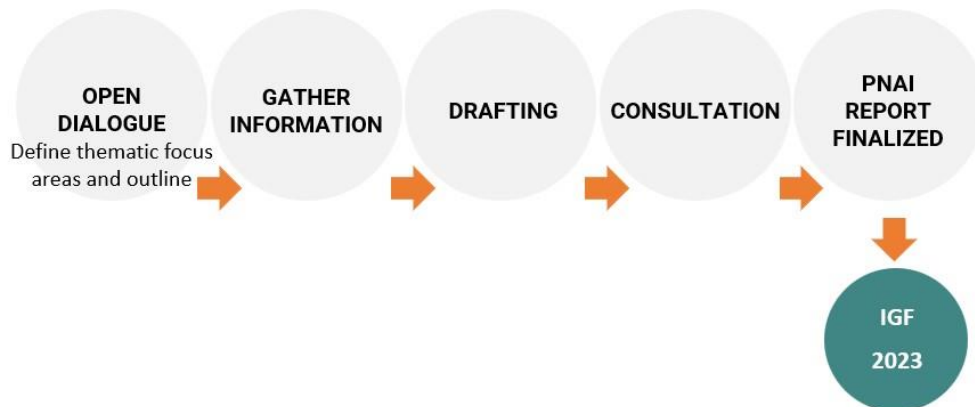 OPEN
DIALOGUE
Define thematic focus
areas and outline
GATHER
INFORMATION
DRAFTING
CONSULTATION
PNAI
REPORT
FINALIZED
IGF
2023